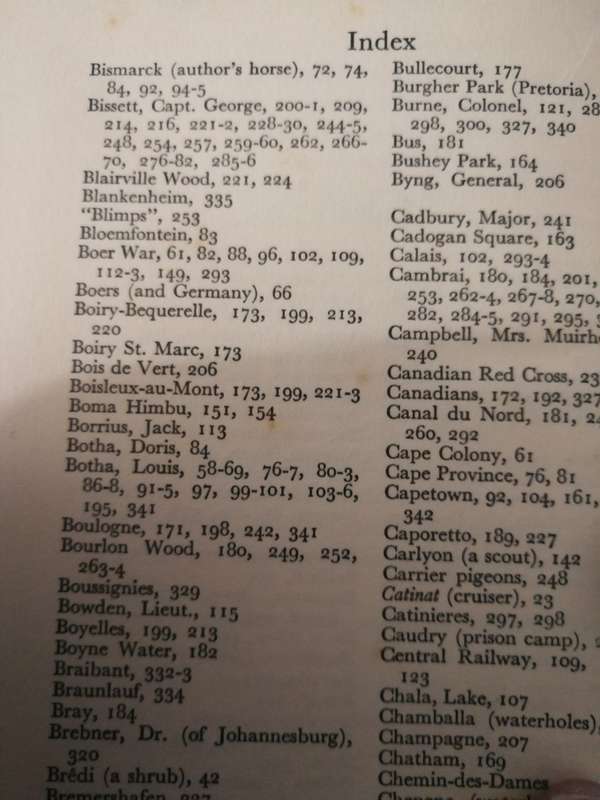 Index
Bismarck (author's horse), 72, 74,
84, 92, 94-5
Bissett, Capt. George, 200-1, 209,
214, 216, 221-2, 228-30, 244-5,
248, 254, 257, 259-60, 262, 266-
70, 276-82, 285-6
Blairville Wood, 221, 224
Blankenheim, 335
"Blimps", 253
Bloemfontein, 83
Boer War, 61, 82, 88, 96, 102, 109,
112-3, 149, 293
Boers (and Germany), 66
Boiry-Bequerelle, 173, 199, 213,
220
Boiry St. Marc, 173
Bois de Vert, 206
Boisleux-au-Mont, 173, 199, 221-3
Boma Himbu, 151, 154
Borrius, Jack, 113
Botha, Doris, 84
Botha, Louis, 58-69, 76-7, 80-3,
86-8, 91-5, 97, 99-101, 103-6,
195, 341
Boulogne, 171, 198, 242, 341
Bourlon Wood, 180, 249, 252,
263-4
Boussignies, 329
Bowden, Lieut., 115
Boyelles, 199, 213
Boyne Water, 182
Braibant, 332-3
Braunlauf, 334
Bray, 184
Brebner, Dr. (of Johannesburg),
320
Brédi (a shrub), 42
Bremershafen,
Bullecourt, 177
Burgher Park (Pretoria),
Burne, Colonel, 121, 28
298, 300, 327, 340
Bus, 181
Bushey Park, 164
Byng, General, 206
Cadbury, Major, 241
Cadogan Square, 163
Calais, 102, 293-4
Cambrai, 180, 184, 201,
253, 262-4, 267-8, 270,
282, 284-5, 291, 295,
Campbell, Mrs. Muirh
240
Canadian Red Cross, 23
Canadians, 172, 192, 327
Canal du Nord, 181, 2
260, 292
Cape Colony, 61
Cape Province, 76, 81
Capetown, 92, 104, 161,
342
Caporetto, 189, 227
Carlyon (a scout), 142
Carrier pigeons, 248
Catinat (cruiser), 23
Catinieres, 297, 298
Caudry (prison camp),
Central Railway, 109,
123
Chala, Lake, 107
Chamballa (waterholes),
Champagne, 207
Chatham, 169
Chemin-des-Dames